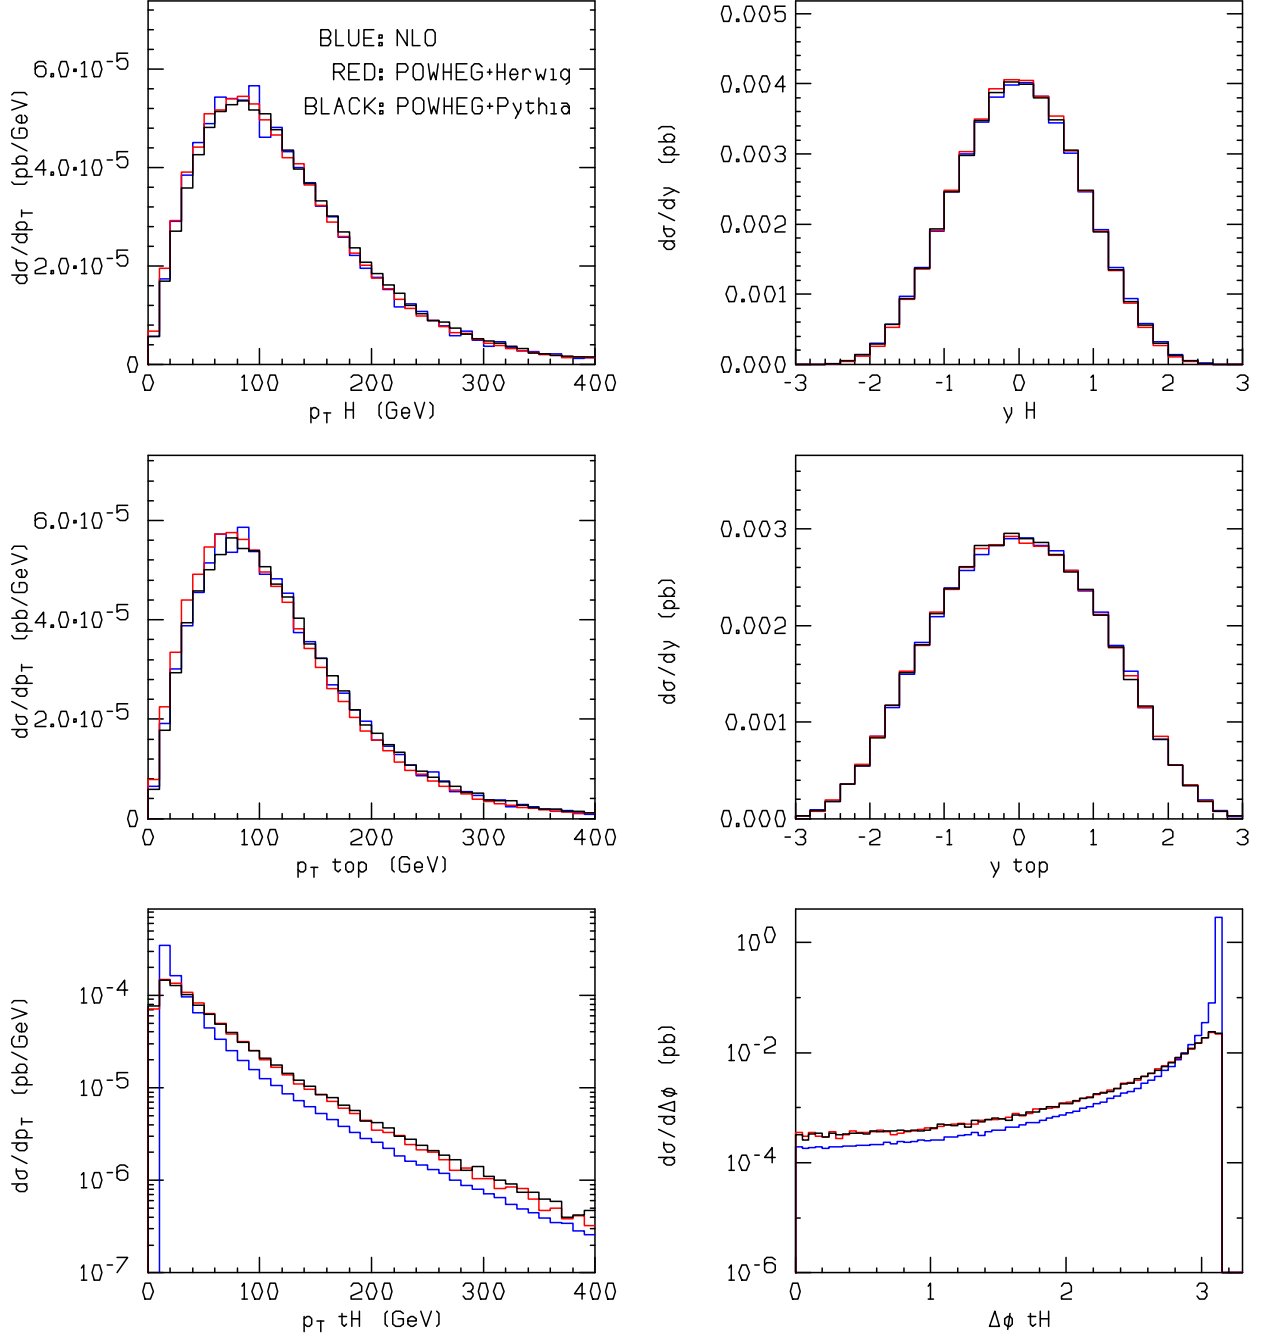 BLUE: NLO
RED: POWHEG+Herwig
BLACK: POWHEG+Pythia
dσ/dp_T (pb/GeV)
6.0·10^-5
4.0·10^-5
2.0·10^-5
0
0 100 200 300 400
p_T H (GeV)
dσ/dy (pb)
0.005
0.004
0.003
0.002
0.001
0.000
-3 -2 -1 0 1 2 3
y H
dσ/dp_T (pb/GeV)
6.0·10^-5
4.0·10^-5
2.0·10^-5
0
0 100 200 300 400
p_T top (GeV)
dσ/dy (pb)
0.003
0.002
0.001
0.000
-3 -2 -1 0 1 2 3
y top
dσ/dp_T (pb/GeV)
10^-4
10^-5
10^-6
10^-7
0 100 200 300 400
p_T tH (GeV)
dσ/dΔϕ (pb)
10^0
10^-2
10^-4
10^-6
0 1 2 3
Δϕ tH